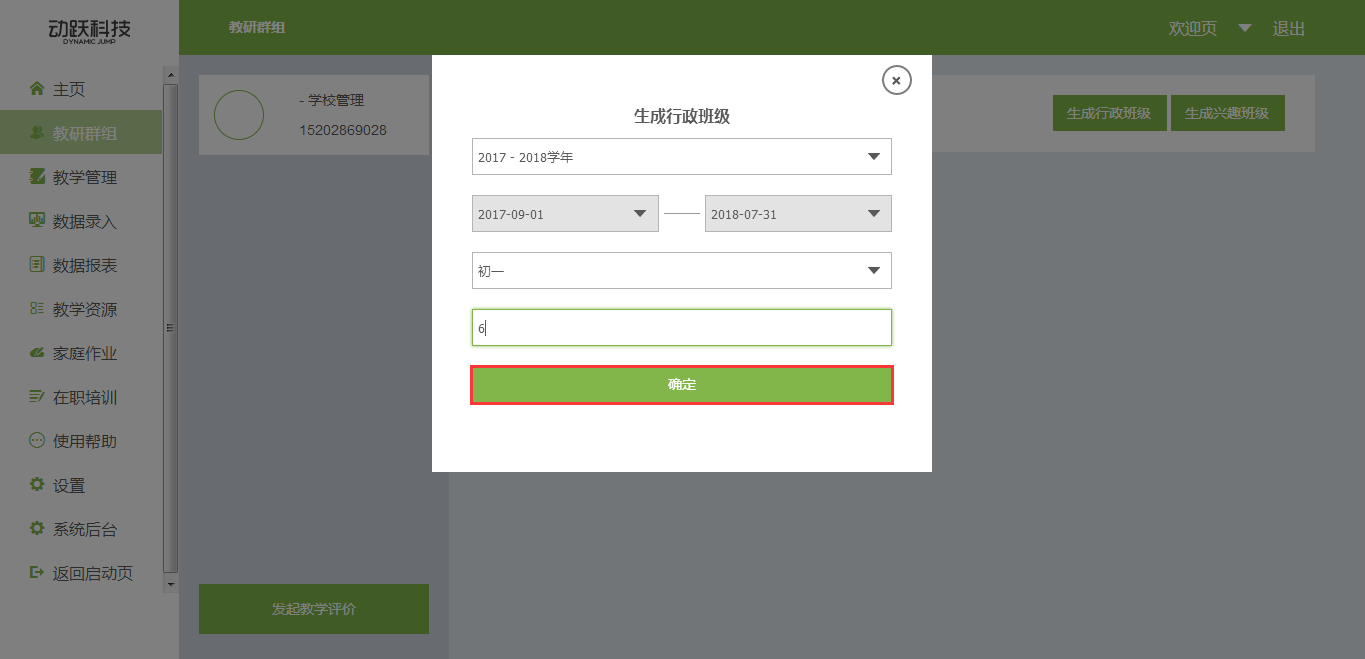 动跃科技
DYNAMIC JUMP
教研群组
欢迎页
退出
主页
教研群组
教学管理
数据录入
数据报表
教学资源
家庭作业
在职培训
使用帮助
设置
系统后台
返回启动页
- 学校管理
15202869028
发起教学评价
生成行政班级
2017 - 2018学年
2017-09-01
2018-07-31
初一
6
确定
生成行政班级
生成兴趣班级